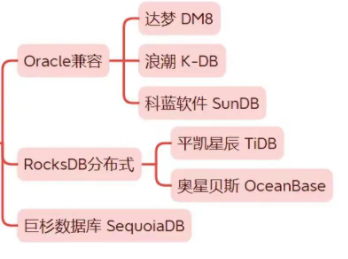 达梦 DM8
Oracle兼容
浪潮 K-DB
科蓝软件 SunDB
平凯星辰 TiDB
RocksDB分布式
奥星贝斯 OceanBase
巨杉数据库 SequoiaDB